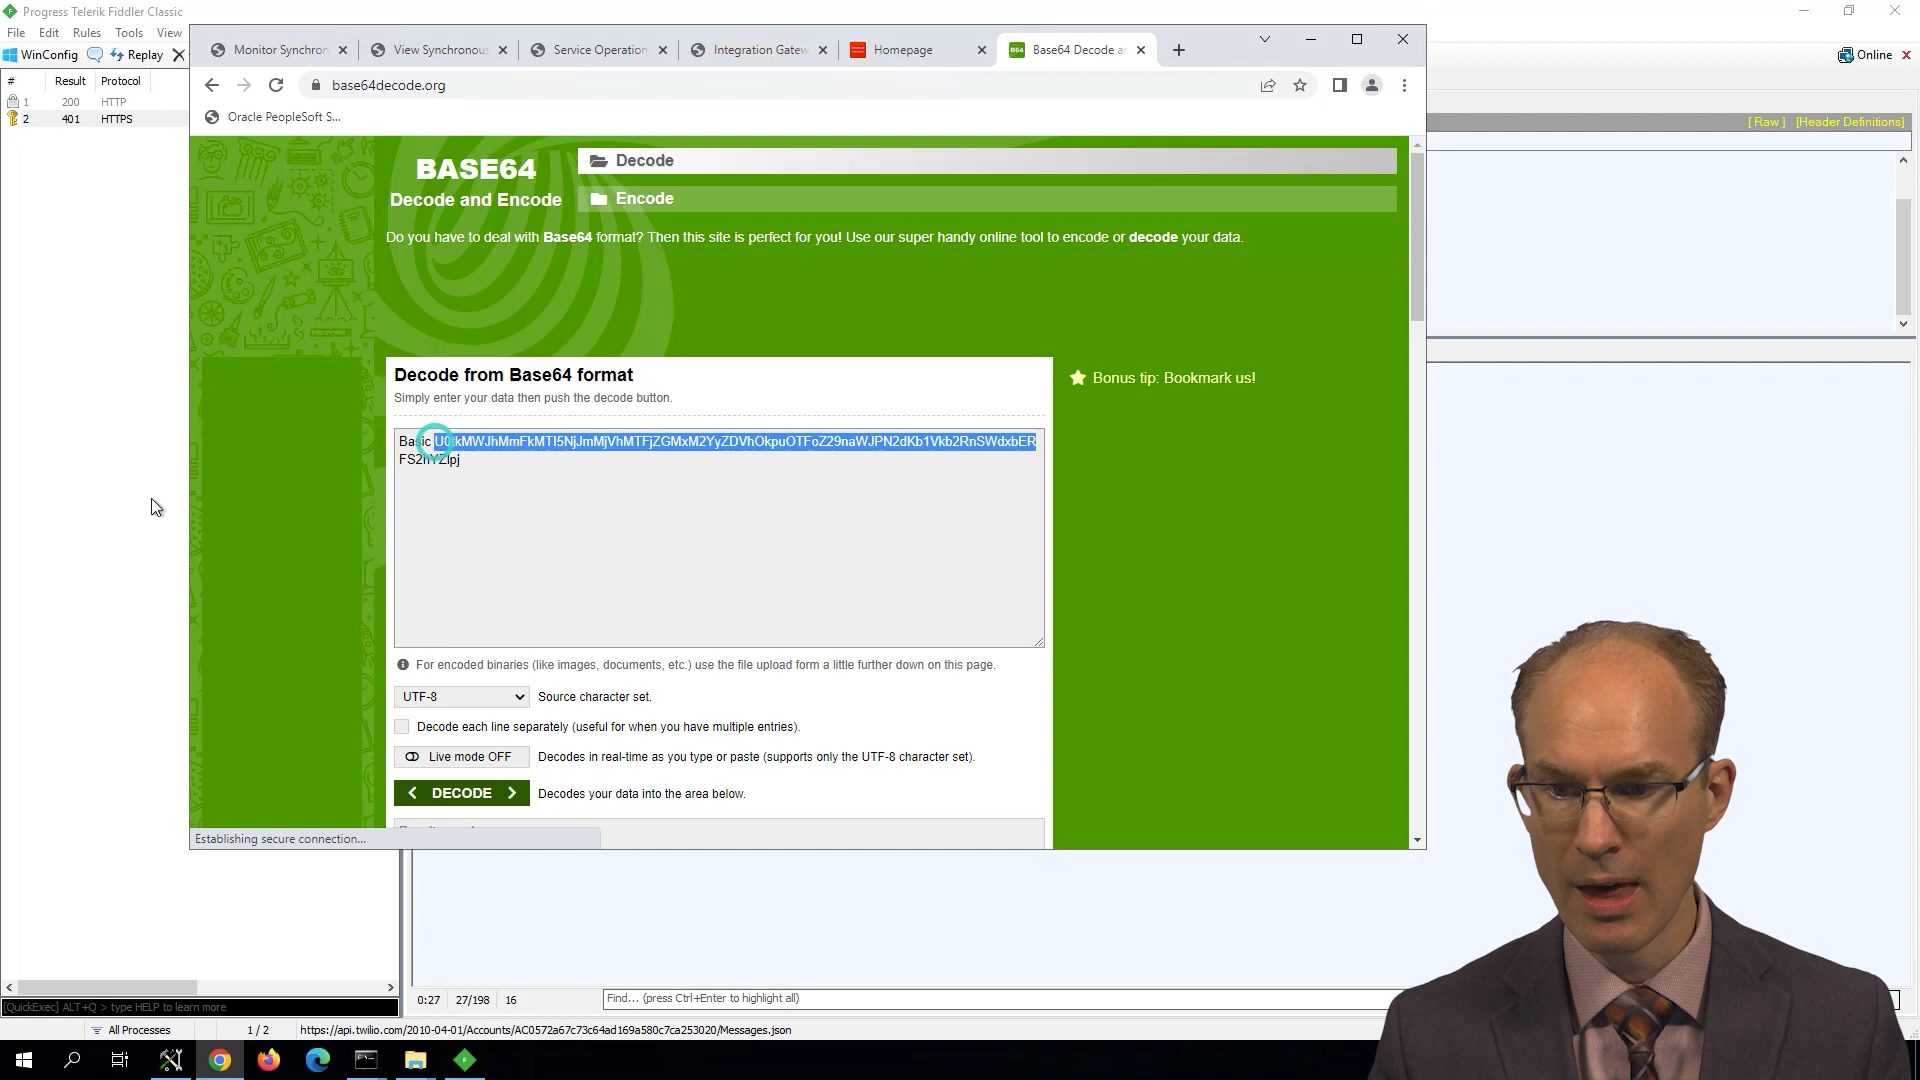 Progress Telerik Fiddler Classic
File Edit Rules Tools View
WinConfig Replay
Online
# Result Protocol
1 200 HTTP
2 401 HTTPS
Monitor Synchron
View Synchronous
Service Operation
Integration Gatew
Homepage
B64 Base64 Decode a
base64decode.org
Oracle PeopleSoft S...
[ Raw ] [Header Definitions]
BASE64
Decode and Encode
Decode
Encode
Do you have to deal with Base64 format? Then this site is perfect for you! Use our super handy online tool to encode or decode your data.
Decode from Base64 format
Simply enter your data then push the decode button.
Bonus tip: Bookmark us!
Basic
For encoded binaries (like images, documents, etc.) use the file upload form a little further down on this page.
UTF-8 Source character set.
Decode each line separately (useful for when you have multiple entries).
Live mode OFF Decodes in real-time as you type or paste (supports only the UTF-8 character set).
DECODE Decodes your data into the area below.
Establishing secure connection...
[QuickExec] ALT+Q > type HELP to learn more
0:27 27/198 16 Find... (press Ctrl+Enter to highlight all)
All Processes 1 / 2 https://api.twilio.com/2010-04-01/Accounts/AC0572a67c73c64ad169a580c7ca253020/Messages.json